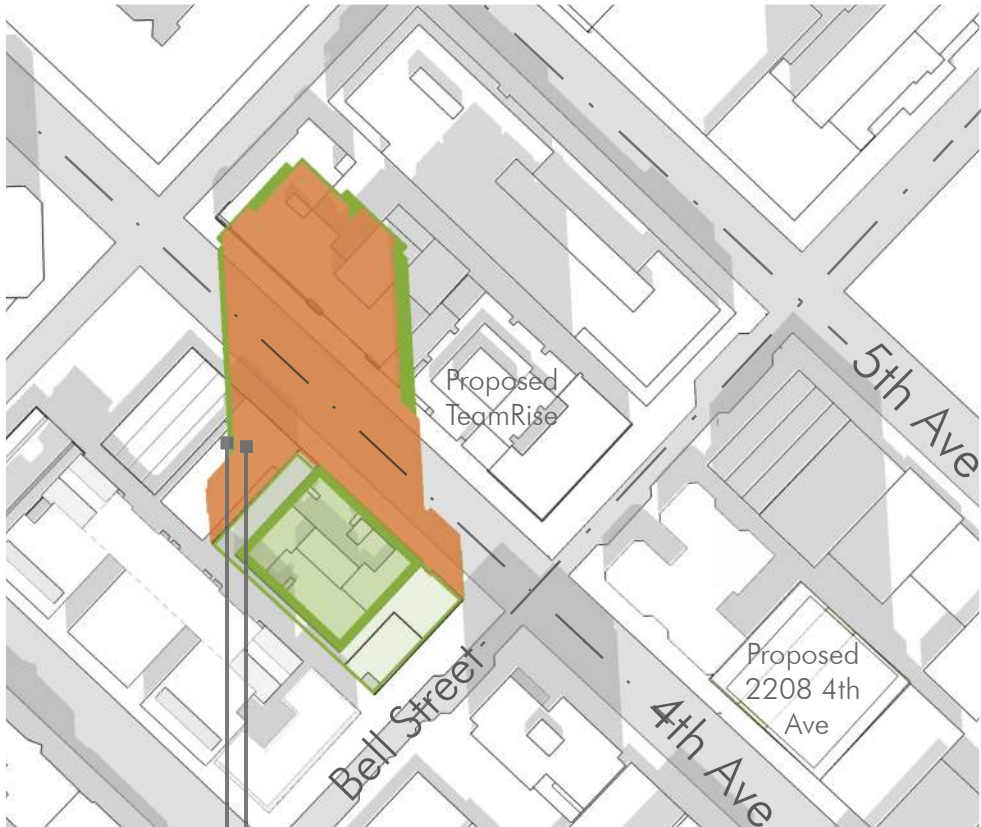 5th Ave
Proposed
TeamRise
Proposed
2208 4th
Ave
Bell Street
4th Ave